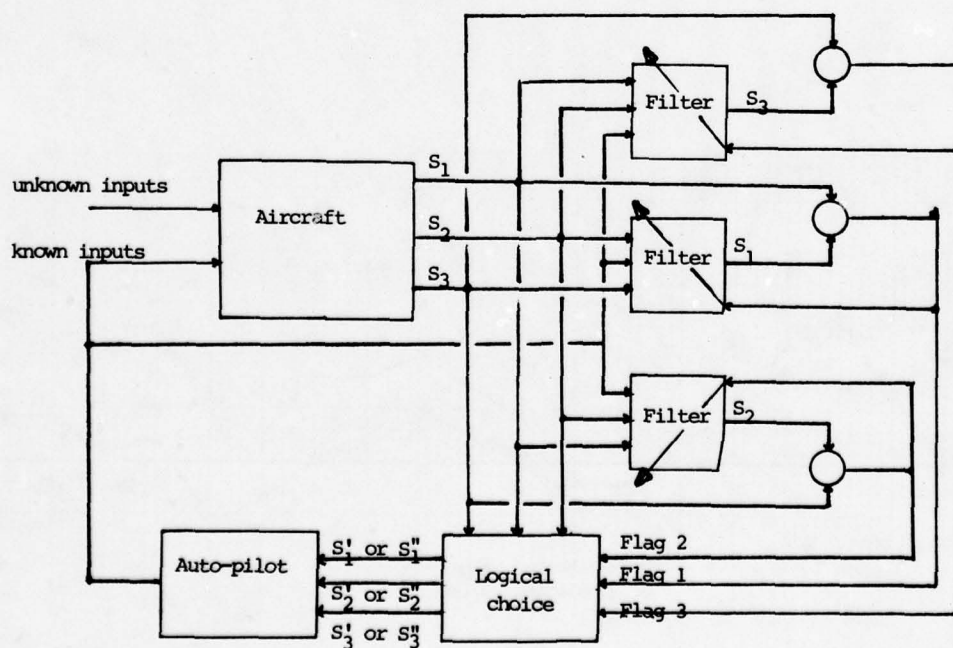 Filter
S3
unknown inputs
known inputs
Aircraft
S1
S2
S3
Filter
S1
Filter
S2
Auto-pilot
S'1 or S"1
S'2 or S"2
S'3 or S"3
Logical
choice
Flag 2
Flag 1
Flag 3